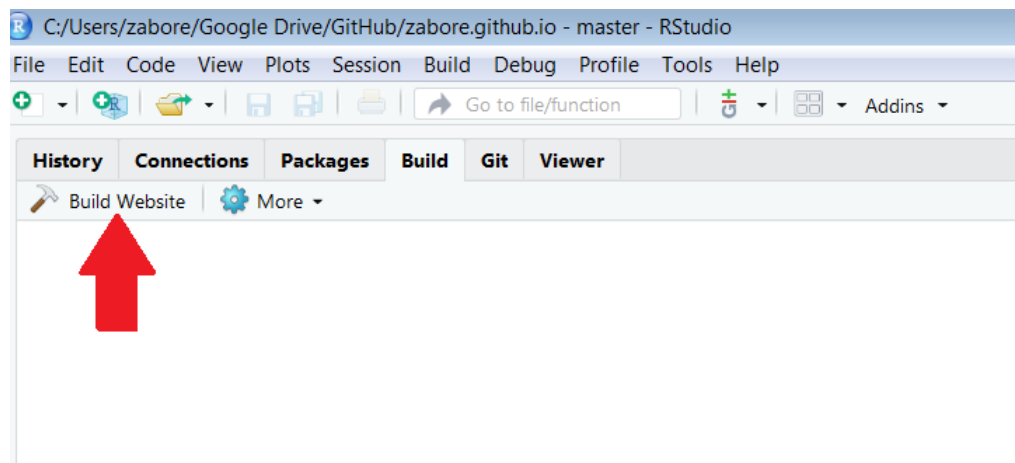 C:/Users/zabore/Google Drive/GitHub/zabore.github.io - master - RStudio
File Edit Code View Plots Session Build Debug Profile Tools Help
Go to file/function Addins
History Connections Packages Build Git Viewer
Build Website More